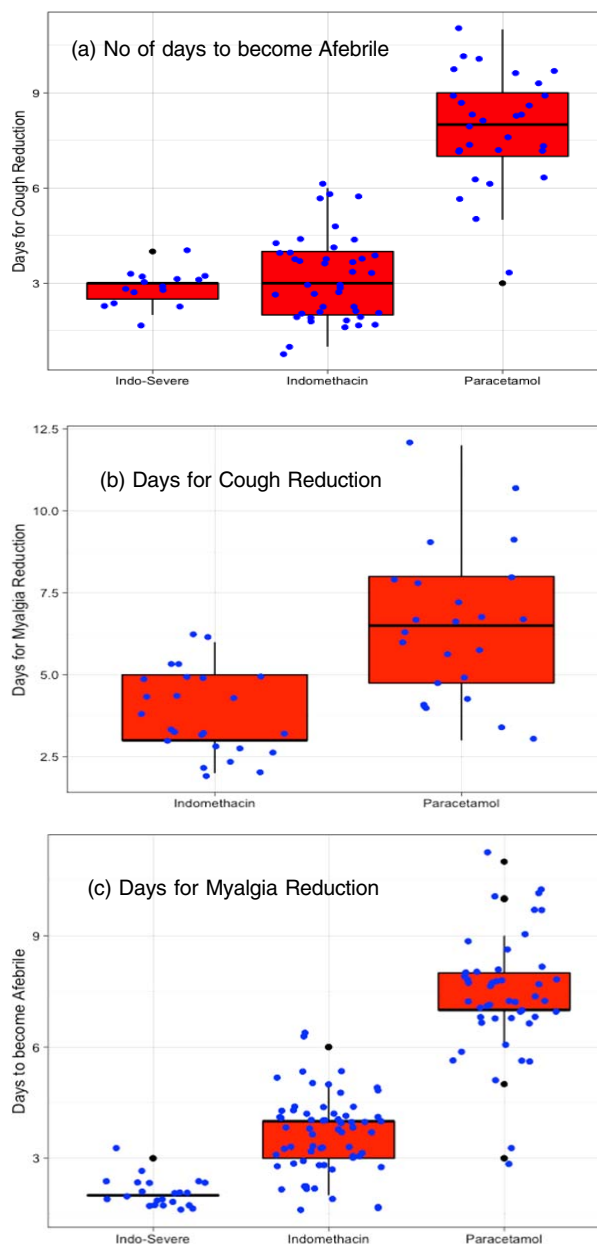 (a) No of days to become Afebrile
Days for Cough Reduction
9
6
3
Indo-Severe Indomethacin Paracetamol
(b) Days for Cough Reduction
Days for Myalgia Reduction
12.5
10.0
7.5
5.0
2.5
Indomethacin Paracetamol
(c) Days for Myalgia Reduction
Days to become Afebrile
9
6
3
Indo-Severe Indomethacin Paracetamol